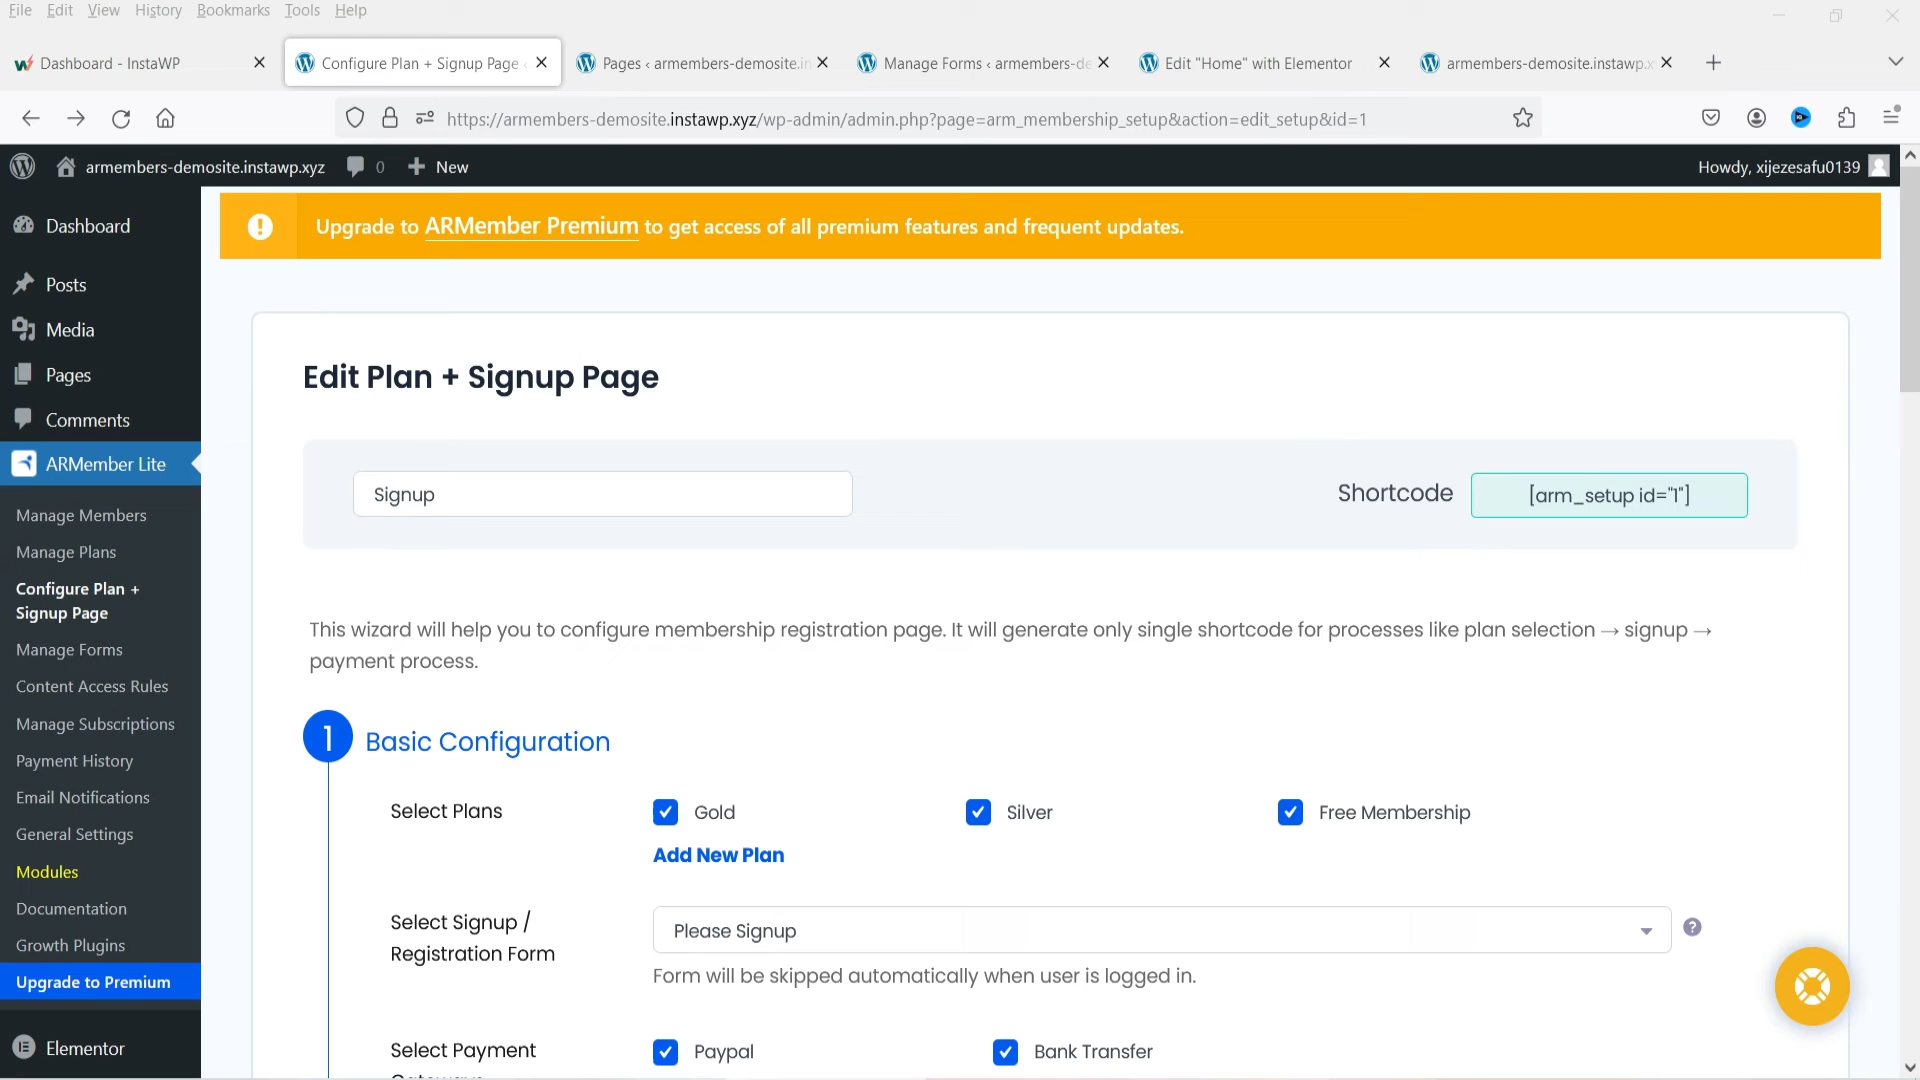 File Edit View History Bookmarks Tools Help
Dashboard - InstaWP
Configure Plan + Signup Page
Pages ‹ armembers-demosite.in
Manage Forms ‹ armembers-de
Edit "Home" with Elementor
armembers-demosite.instawp.x
https://armembers-demosite.instawp.xyz/wp-admin/admin.php?page=arm_membership_setup&action=edit_setup&id=1
armembers-demosite.instawp.xyz 0 New
Howdy, xijezesafu0139
Dashboard
Posts
Media
Pages
Comments
ARMember Lite
Manage Members
Manage Plans
Configure Plan +
Signup Page
Manage Forms
Content Access Rules
Manage Subscriptions
Payment History
Email Notifications
General Settings
Modules
Documentation
Growth Plugins
Upgrade to Premium
Elementor
Upgrade to ARMember Premium to get access of all premium features and frequent updates.
Edit Plan + Signup Page
Signup
Shortcode [arm_setup id="1"]
This wizard will help you to configure membership registration page. It will generate only single shortcode for processes like plan selection → signup →
payment process.
1 Basic Configuration
Select Plans
Gold Silver Free Membership
Add New Plan
Select Signup /
Registration Form
Please Signup
Form will be skipped automatically when user is logged in.
Select Payment
Paypal Bank Transfer